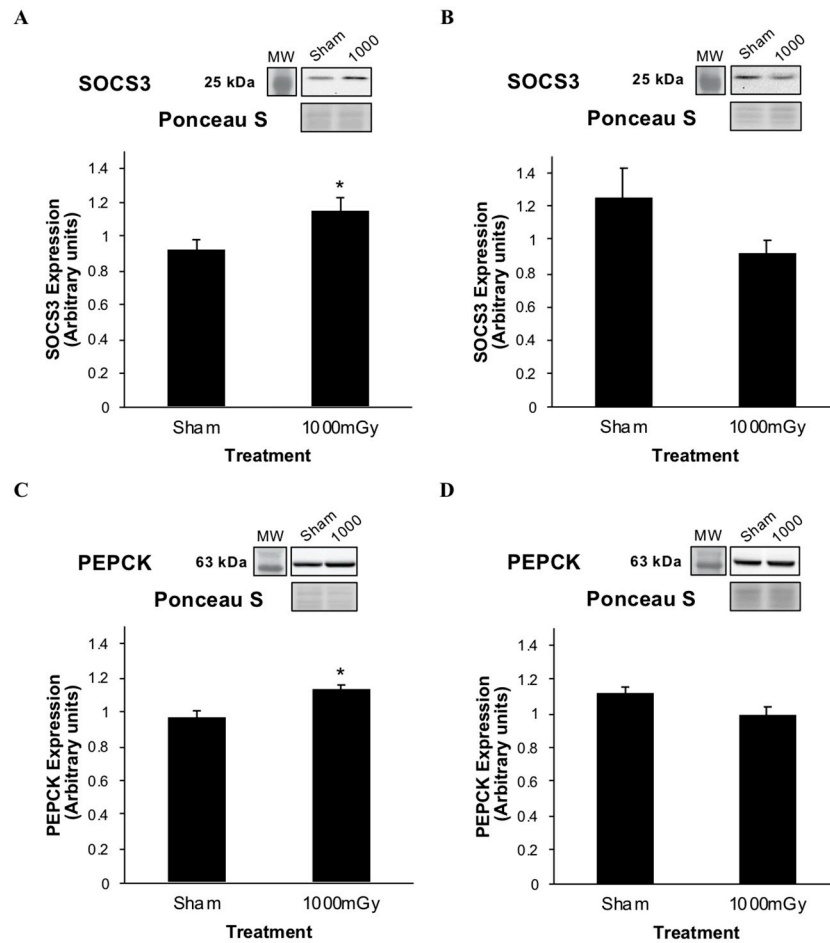 A
MW Sham 1000
SOCS3 25 kDa
Ponceau S
1.4
*
1.2
1
0.8
0.6
0.4
0.2
0
SOCS3 Expression
(Arbitrary units)
Sham 1000mGy
Treatment
B
MW Sham 1000
SOCS3 25 kDa
Ponceau S
1.4
1.2
1
0.8
0.6
0.4
0.2
0
SOCS3 Expression
(Arbitrary units)
Sham 1000mGy
Treatment
C
MW Sham 1000
PEPCK 63 kDa
Ponceau S
1.4
1.2
*
1
0.8
0.6
0.4
0.2
0
PEPCK Expression
(Arbitrary units)
Sham 1000mGy
Treatment
D
MW Sham 1000
PEPCK 63 kDa
Ponceau S
1.4
1.2
1
0.8
0.6
0.4
0.2
0
PEPCK Expression
(Arbitrary units)
Sham 1000mGy
Treatment